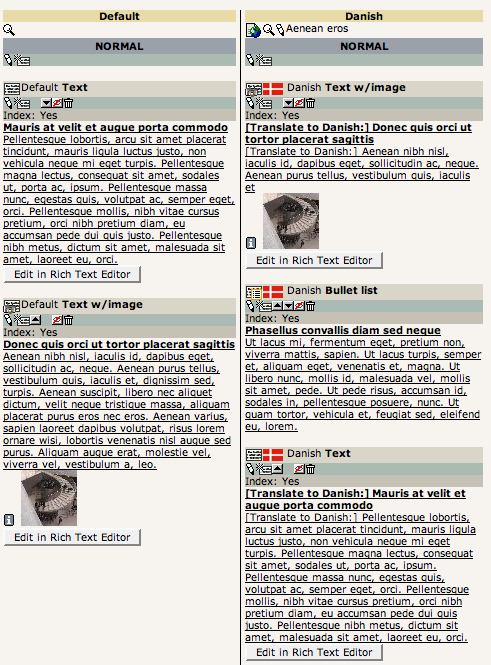 Default
NORMAL
Default Text
Index: Yes
Mauris at velit et augue porta commodo
Pellentesque lobortis, arcu sit amet placerat
tincidunt, mauris ligula luctus justo, non
vehicula neque mi eget turpis. Pellentesque
magna lectus, consequat sit amet, sodales
ut, porta ac, ipsum. Pellentesque massa
nunc, egestas quis, volutpat ac, semper eget,
orci. Pellentesque mollis, nibh vitae cursus
pretium, orci nibh pretium diam, eu
accumsan pede dui quis justo. Pellentesque
nibh metus, dictum sit amet, malesuada sit
amet, laoreet eu, orci.
Edit in Rich Text Editor
Default Text w/image
Index: Yes
Donec quis orci ut tortor placerat sagittis
Aenean nibh nisl, iaculis id, dapibus eget,
sollicitudin ac, neque. Aenean purus tellus,
vestibulum quis, iaculis et, dignissim sed,
turpis. Aenean suscipit, libero nec aliquet
dictum, velit neque tristique massa, aliquam
placerat purus eros nec eros. Aenean varius,
sapien laoreet dapibus volutpat, risus lorem
ornare wisi, lobortis venenatis nisl augue sed
purus. Aliquam augue erat, molestie vel,
viverra vel, vestibulum a, leo.
Edit in Rich Text Editor
Danish
Aenean eros
NORMAL
Danish Text w/image
Index: Yes
[Translate to Danish:] Donec quis orci ut
tortor placerat sagittis
[Translate to Danish:] Aenean nibh nisl,
iaculis id, dapibus eget, sollicitudin ac, neque.
Aenean purus tellus, vestibulum quis, iaculis
et
Edit in Rich Text Editor
Danish Bullet list
Index: Yes
Phasellus convallis diam sed neque
Ut lacus mi, fermentum eget, pretium non,
viverra mattis, sapien. Ut lacus turpis, semper
et, aliquam eget, venenatis et, magna. Ut
libero nunc, mollis id, malesuada vel, mollis
sit amet, pede. Ut pede risus, accumsan id,
sodales in, pellentesque posuere, nunc. Ut
quam tortor, vehicula et, feugiat sed, eleifend
eu, lorem.
Danish Text
Index: Yes
[Translate to Danish:] Mauris at velit et
augue porta commodo
[Translate to Danish:] Pellentesque lobortis,
arcu sit amet placerat tincidunt, mauris ligula
luctus justo, non vehicula neque mi eget
turpis. Pellentesque magna lectus, consequat
sit amet, sodales ut, porta ac, ipsum.
Pellentesque massa nunc, egestas quis,
volutpat ac, semper eget, orci. Pellentesque
mollis, nibh vitae cursus pretium, orci nibh
pretium diam, eu accumsan pede dui quis
justo. Pellentesque nibh metus, dictum sit
amet, malesuada sit amet, laoreet eu, orci.
Edit in Rich Text Editor